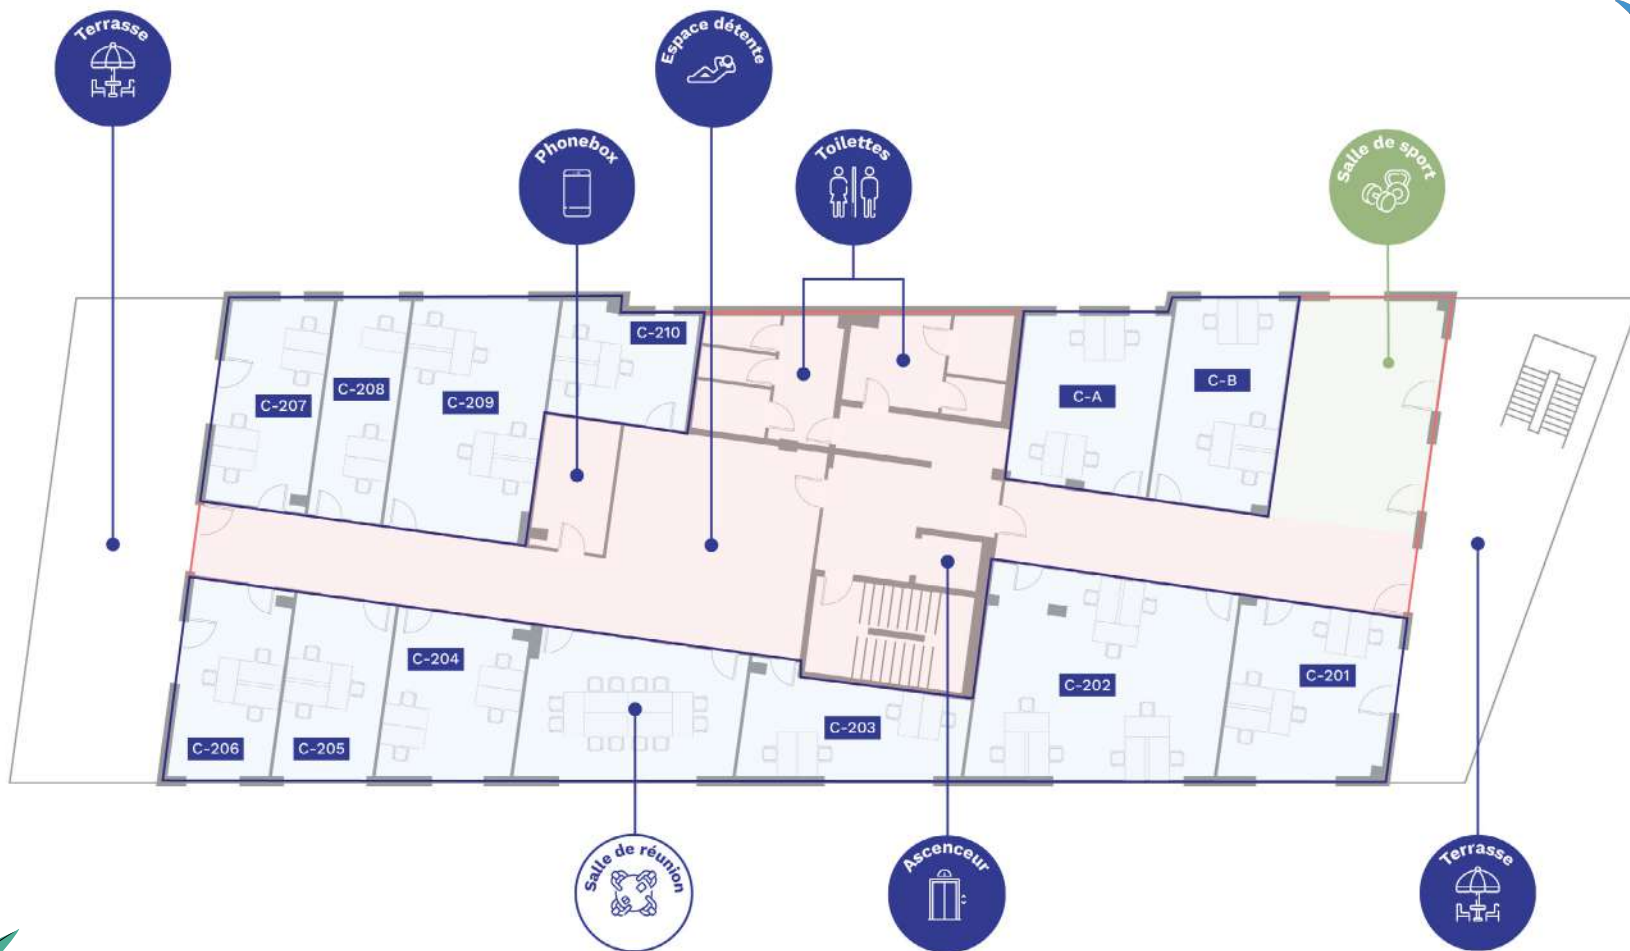 Terrasse
Espace détente
Phonebox
Toilettes
Salle de sport
C-210
C-207
C-208
C-209
C-A
C-B
C-206
C-205
C-204
C-203
C-202
C-201
Salle de réunion
Ascenceur
Terrasse